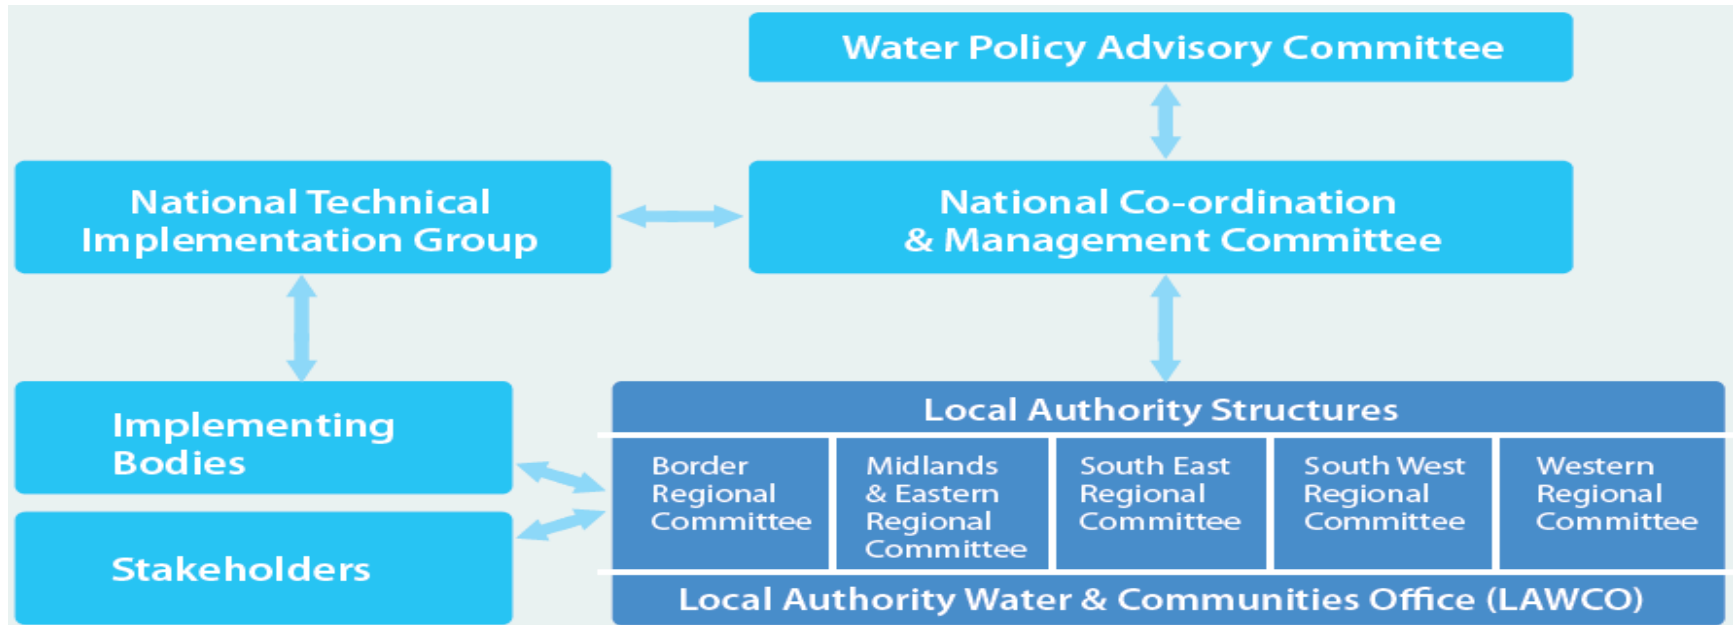 Water Policy Advisory Committee
National Technical
Implementation Group
National Co-ordination
& Management Committee
Implementing
Bodies
Stakeholders
Local Authority Structures
Border
Regional
Committee
Midlands
& Eastern
Regional
Committee
South East
Regional
Committee
South West
Regional
Committee
Western
Regional
Committee
Local Authority Water & Communities Office (LAWCO)